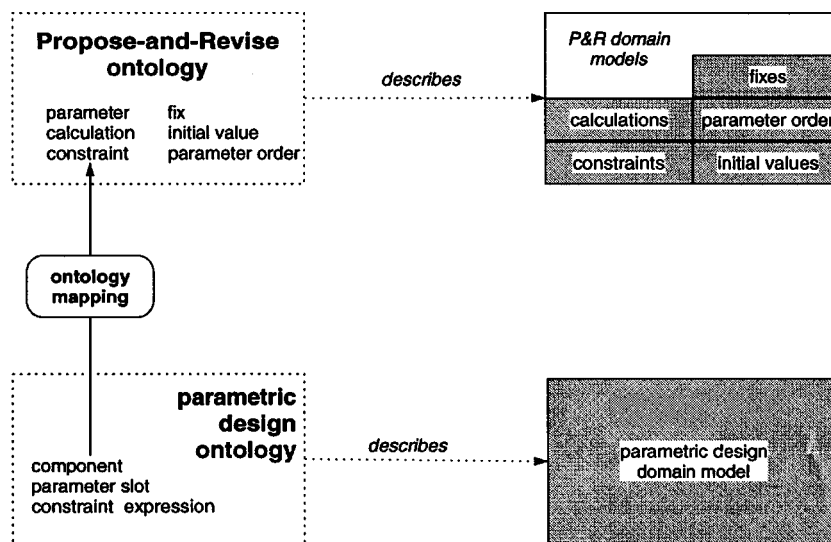 Propose-and-Revise
ontology
parameter fix
calculation initial value
constraint parameter order
describes
P&R domain
models
fixes
calculations parameter order
constraints initial values
ontology
mapping
parametric
design
ontology
component
parameter slot
constraint expression
describes
parametric design
domain model